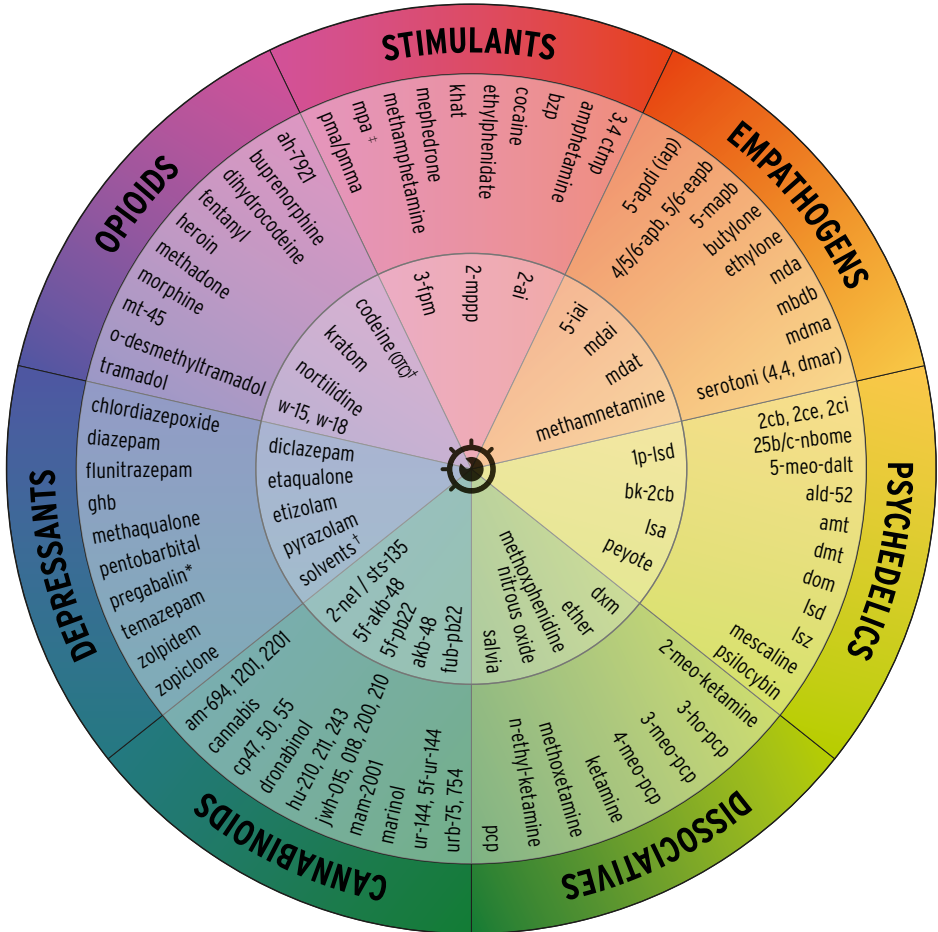 STIMULANTS
pma/pmma
mpa ‡
methamphetamine
mephedrone
khat
ethylphenidate
cocaine
bzp
amphetamine
3,4 ctmp
3-fpm
2-mppp
2-ai
EMPATHOGENS
5-apdi (iap)
4/5/6-apb, 5/6-eapb
5-mapb
butylone
ethylone
mda
mbdb
mdma
serotoni (4,4, dmar)
5-iai
mdai
mdat
methamnetamine
PSYCHEDELICS
2cb, 2ce, 2ci
25b/c-nbome
5-meo-dalt
ald-52
amt
dmt
dom
lsd
lsz
mescaline
psilocybin
1p-lsd
bk-2cb
lsa
peyote
DISSOCIATIVES
2-meo-ketamine
3-ho-pcp
3-meo-pcp
4-meo-pcp
ketamine
methoxetamine
n-ethyl-ketamine
pcp
dxm
ether
methoxphenidine
nitrous oxide
salvia
CANNABINOIDS
am-694, 1201, 2201
cannabis
cp47, 50, 55
dronabinol
hu-210, 211, 243
jwh-015, 018, 200, 210
mam-2001
marinol
ur-144, 5f-ur-144
urb-75, 754
2-ne1 / sts-135
5f-akb-48
5f-pb22
akb-48
fub-pb22
DEPRESSANTS
chlordiazepoxide
diazepam
flunitrazepam
ghb
methaqualone
pentobarbital
pregabalin*
temazepam
zolpidem
zopiclone
diclazepam
etaqualone
etizolam
pyrazolam
solvents †
OPIOIDS
ah-7921
buprenorphine
dihydrocodeine
fentanyl
heroin
methadone
morphine
mt-45
o-desmethyltramodol
tramadol
codeine (OTC)†
kratom
nortilidine
w-15, w-18